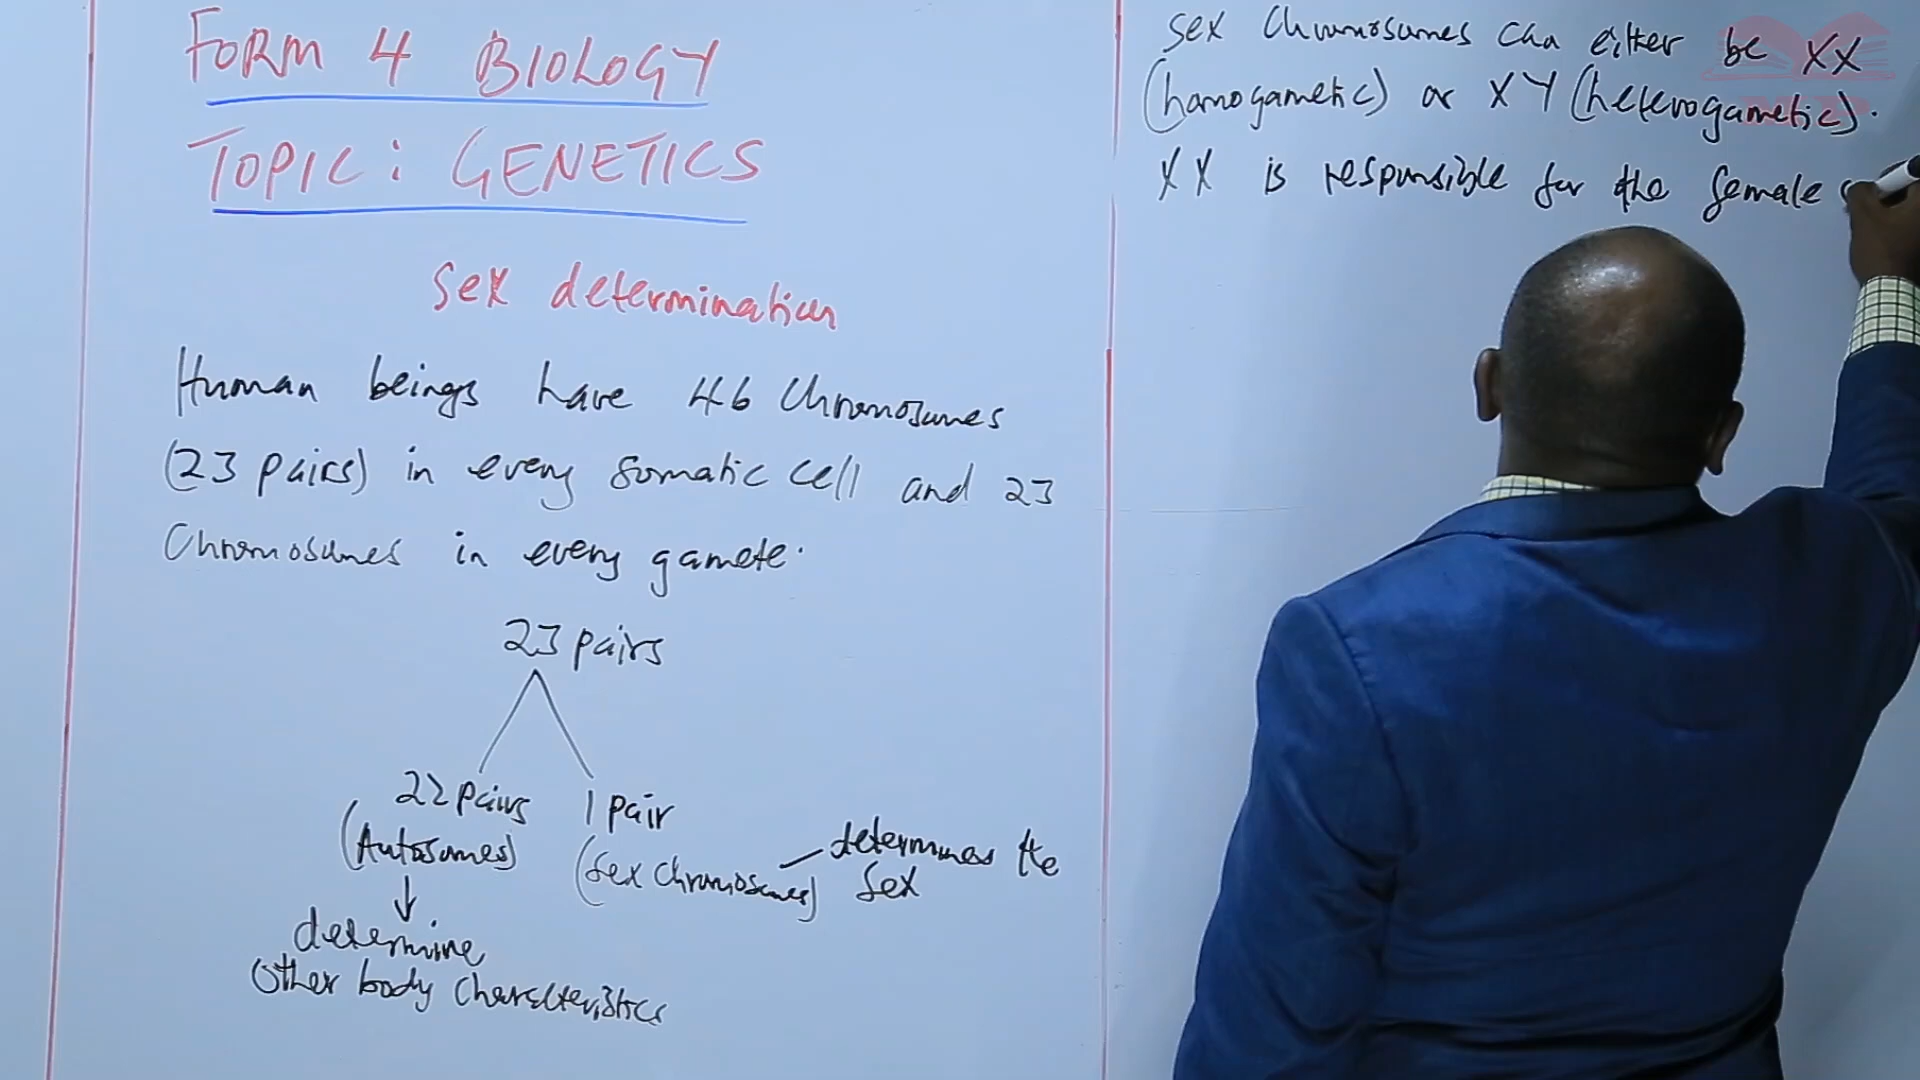 FORM 4 BIOLOGY
TOPIC: GENETICS
Sex determination
Human beings have 46 Chromosomes
(23 pairs) in every somatic cell and 23
Chromosomes in every gamete.
23 pairs
22 pairs
(Autosomes)
determine
Other body characteristics
1 pair
(Sex Chromosomes)
determines the
sex
Sex Chromosomes can either be XX
(homogametic) or XY (heterogametic).
XX is responsible for the female